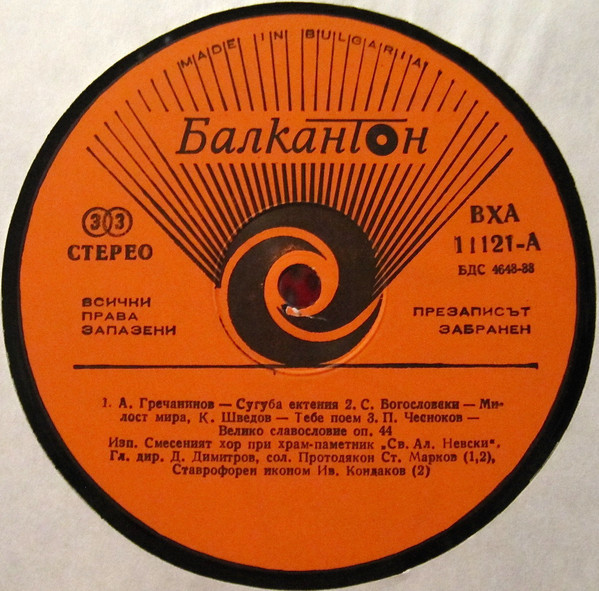 MADE IN BULGARIA
Балкантон
33
СТЕРЕО
ВХА
11121-А
БДС 4648-88
ВСИЧКИ
ПРАВА
ЗАПАЗЕНИ
ПРЕЗАПИСЪТ
ЗАБРАНЕН
1. А. Гречанинов — Сугуба ектения 2. С. Богословски — Ми-
лост мира, К. Шведов — Тебе поем 3. П. Чесноков —
Велико славословие оп. 44
Изп. Смесеният хор при храм-паметник „Св. Ал. Невски",
Гл. дир. Д. Димитров, сол. Протодякон Ст. Марков (1,2),
Ставрофорен иконом Ив. Кондаков (2)